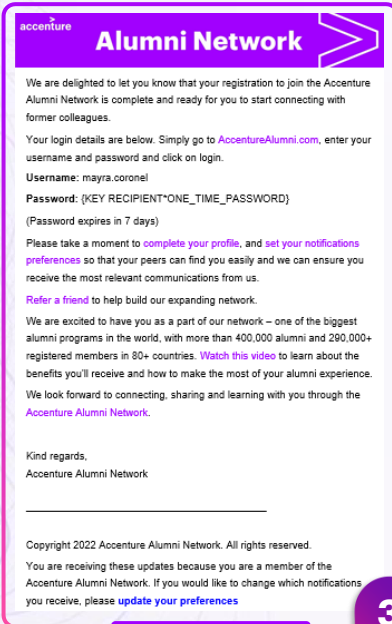 accenture
Alumni Network
We are delighted to let you know that your registration to join the Accenture
Alumni Network is complete and ready for you to start connecting with
former colleagues.
Your login details are below. Simply go to AccentureAlumni.com, enter your
username and password and click on login.
Username: mayra.coronel
Password: {KEY RECIPIENT*ONE_TIME_PASSWORD}
(Password expires in 7 days)
Please take a moment to complete your profile, and set your notifications
preferences so that your peers can find you easily and we can ensure you
receive the most relevant communications from us.
Refer a friend to help build our expanding network.
We are excited to have you as a part of our network – one of the biggest
alumni programs in the world, with more than 400,000 alumni and 290,000+
registered members in 80+ countries. Watch this video to learn about the
benefits you'll receive and how to make the most of your alumni experience.
We look forward to connecting, sharing and learning with you through the
Accenture Alumni Network.
Kind regards,
Accenture Alumni Network
Copyright 2022 Accenture Alumni Network. All rights reserved.
You are receiving these updates because you are a member of the
Accenture Alumni Network. If you would like to change which notifications
you receive, please update your preferences
3